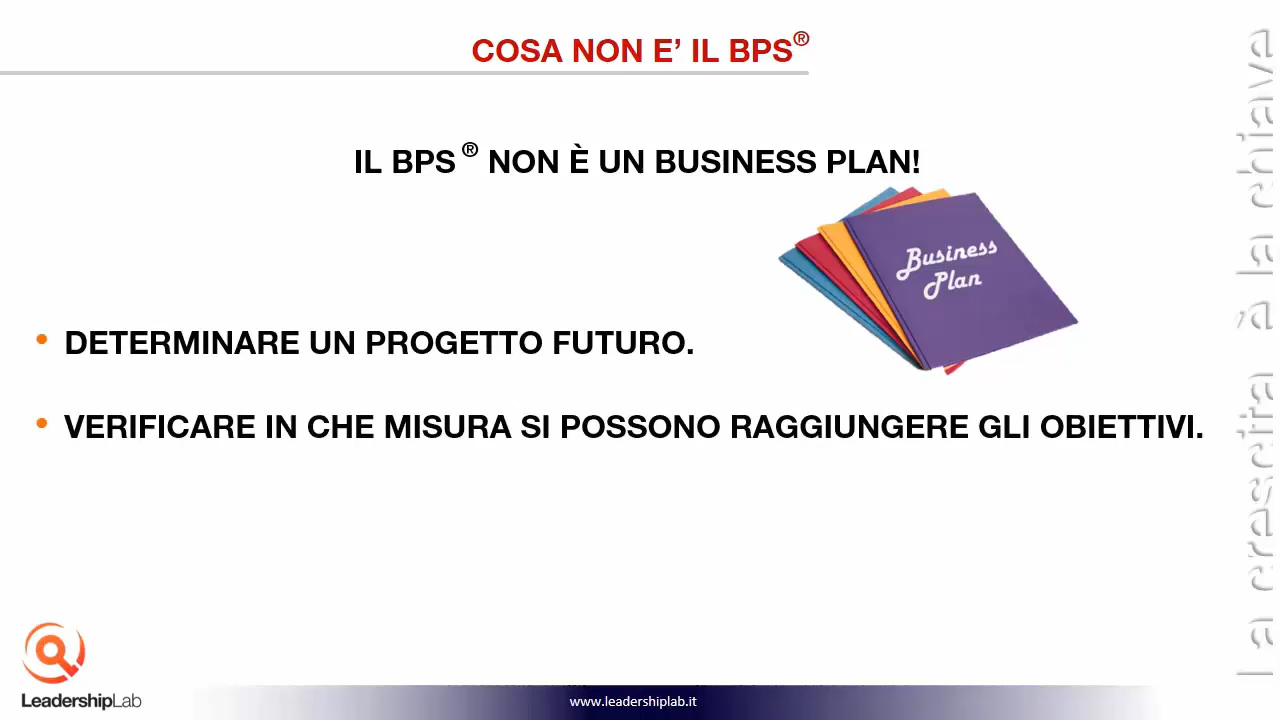 COSA NON E’ IL BPS®
IL BPS ® NON È UN BUSINESS PLAN!
Business
Plan
• DETERMINARE UN PROGETTO FUTURO.
• VERIFICARE IN CHE MISURA SI POSSONO RAGGIUNGERE GLI OBIETTIVI.
La crescita è la chiave
LeadershipLab
www.leadershiplab.it